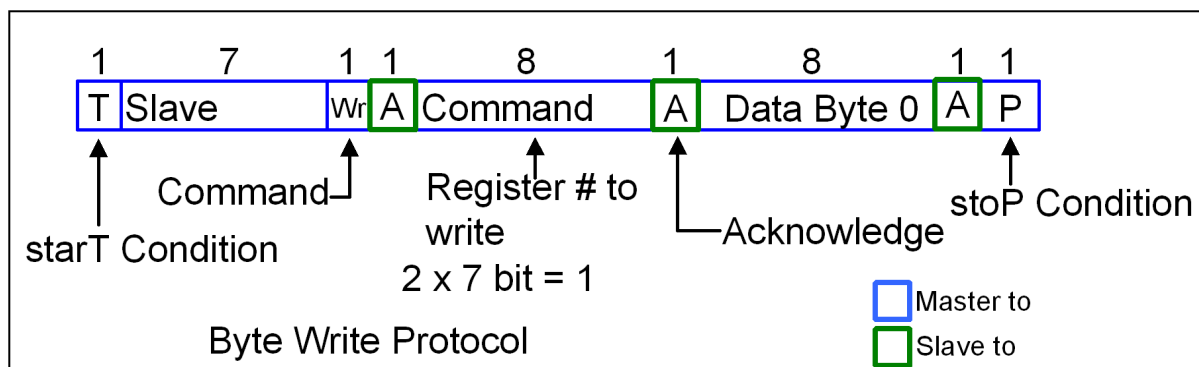 1 7 1 1 8 1 8 1 1
T Slave Wr A Command A Data Byte 0 A P
Command
Register # to
write
2 x 7 bit = 1
starT Condition
Acknowledge
stoP Condition
Byte Write Protocol
Master to
Slave to